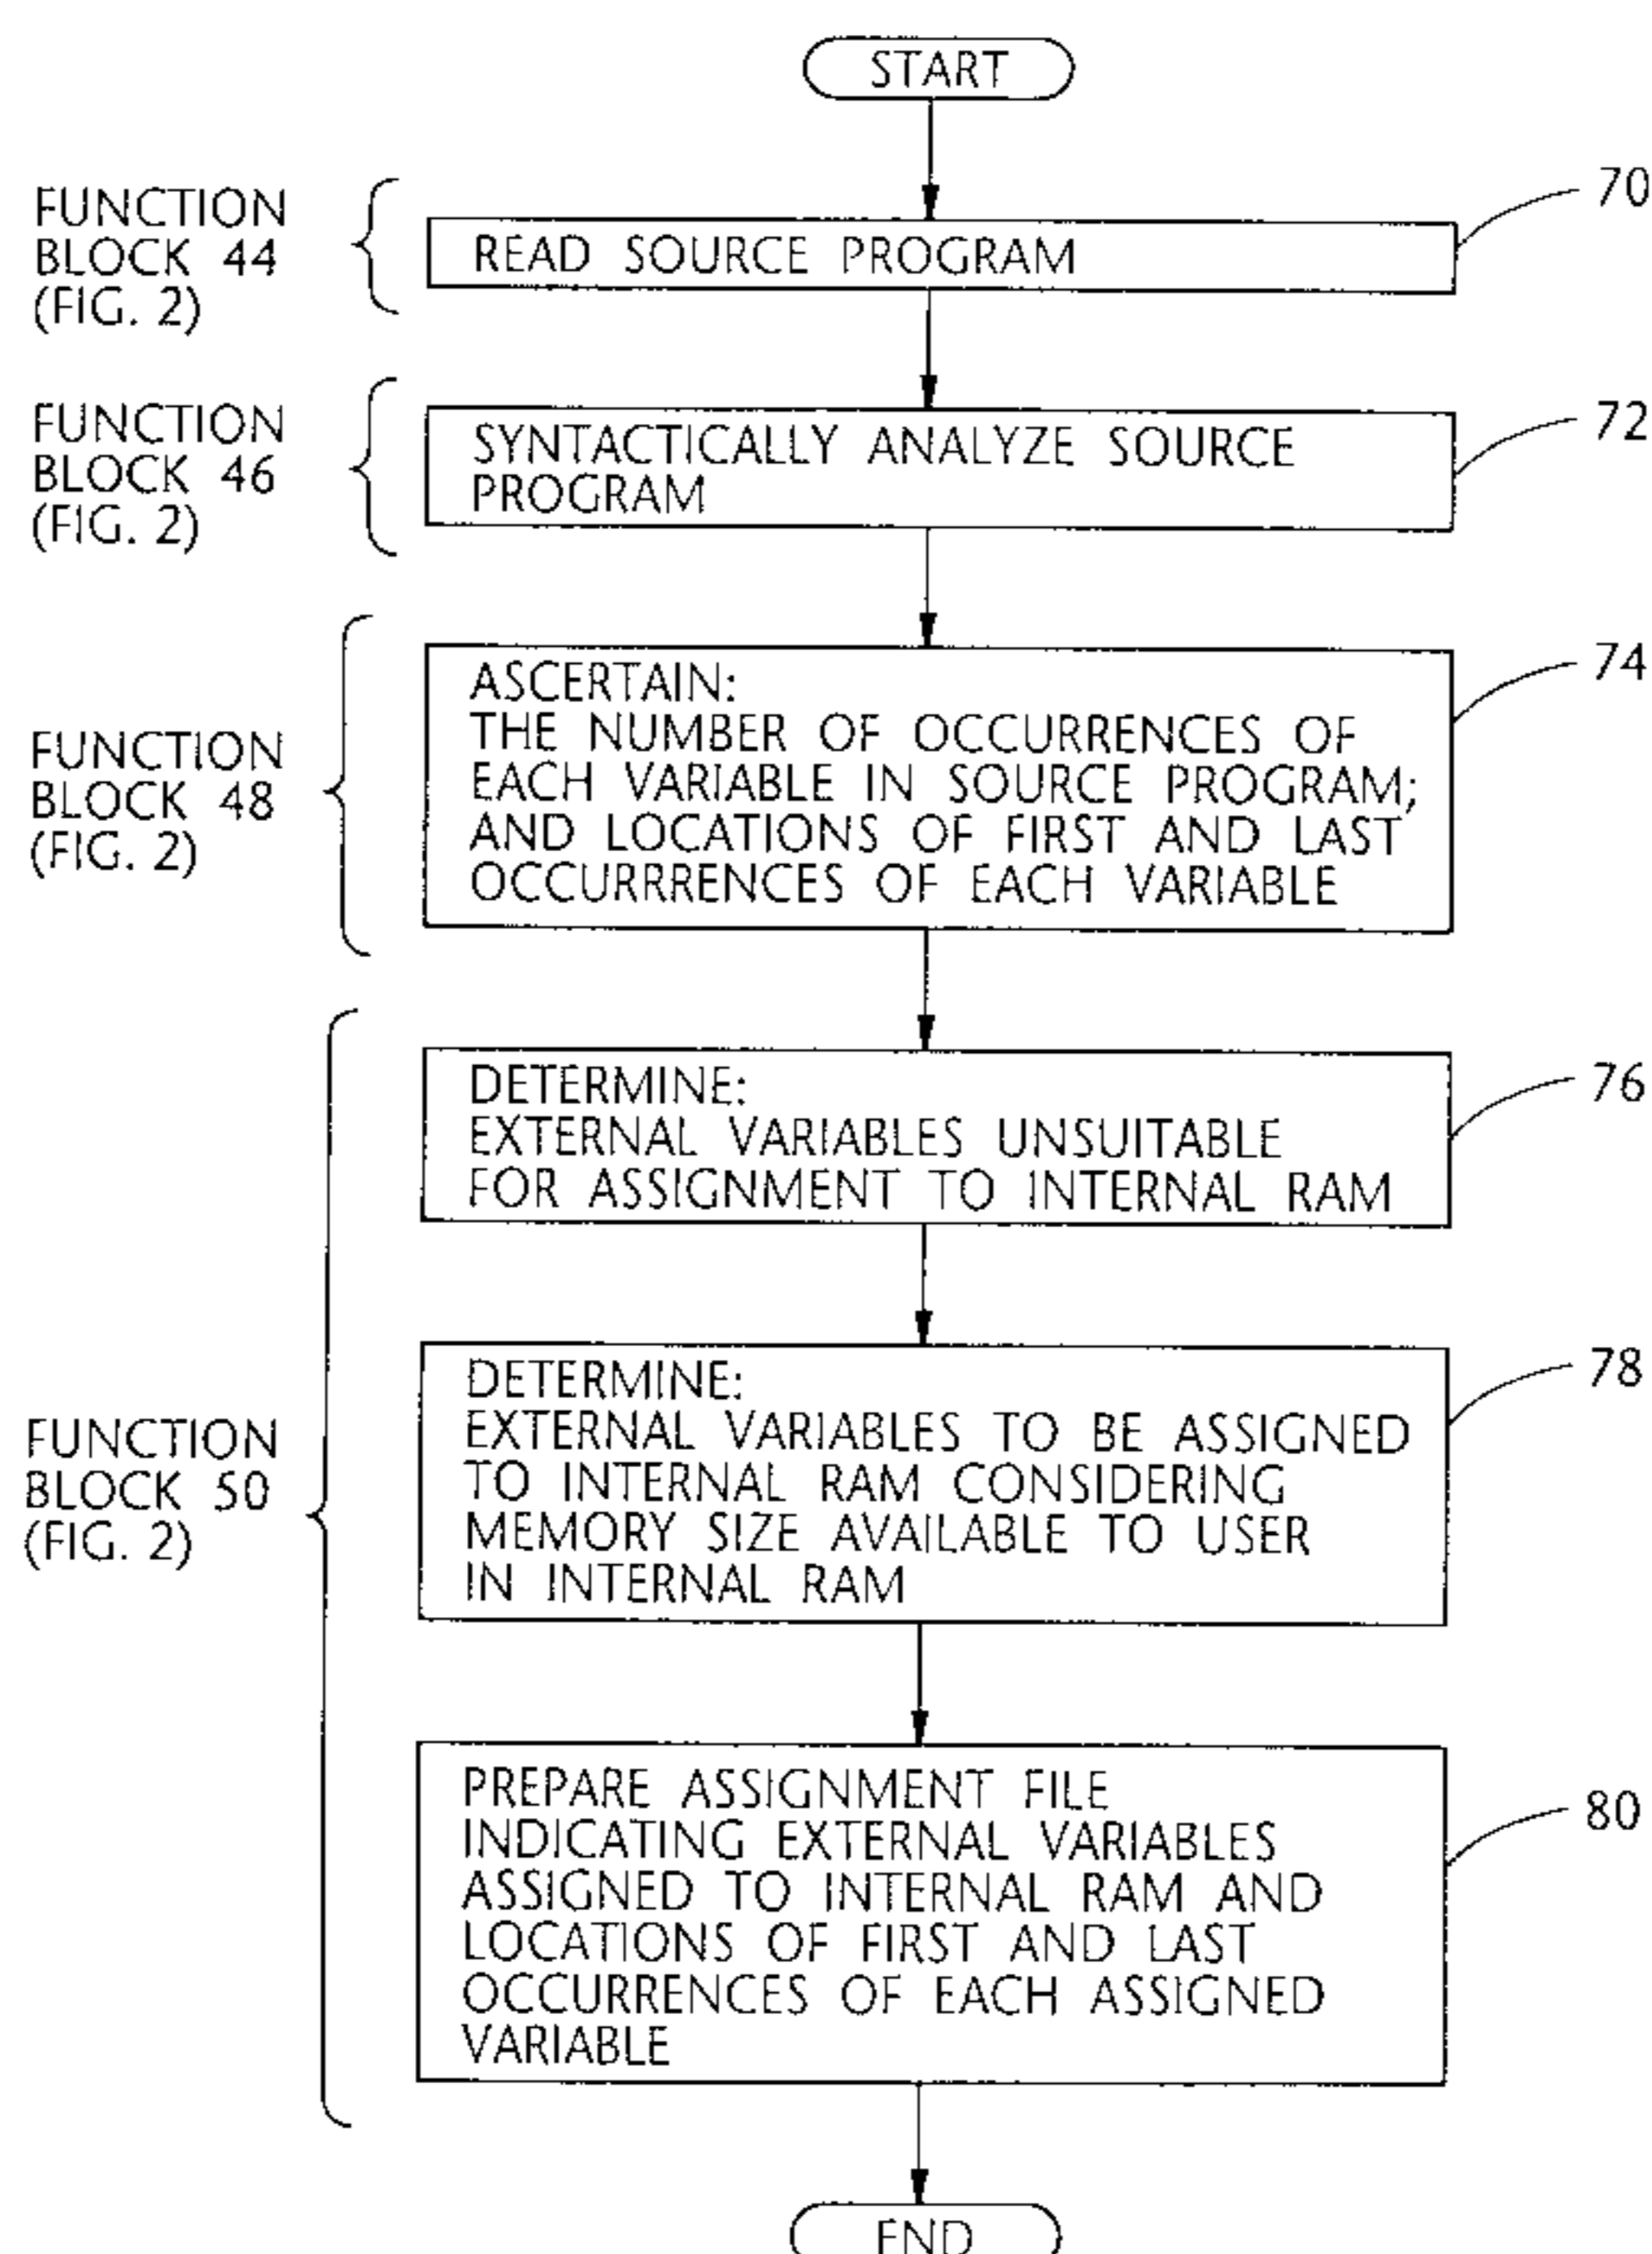 START
FUNCTION
BLOCK 44
(FIG. 2)
READ SOURCE PROGRAM
70
FUNCTION
BLOCK 46
(FIG. 2)
SYNTACTICALLY ANALYZE SOURCE
PROGRAM
72
FUNCTION
BLOCK 48
(FIG. 2)
ASCERTAIN:
THE NUMBER OF OCCURRENCES OF
EACH VARIABLE IN SOURCE PROGRAM;
AND LOCATIONS OF FIRST AND LAST
OCCURRRENCES OF EACH VARIABLE
74
FUNCTION
BLOCK 50
(FIG. 2)
DETERMINE:
EXTERNAL VARIABLES UNSUITABLE
FOR ASSIGNMENT TO INTERNAL RAM
76
DETERMINE:
EXTERNAL VARIABLES TO BE ASSIGNED
TO INTERNAL RAM CONSIDERING
MEMORY SIZE AVAILABLE TO USER
IN INTERNAL RAM
78
PREPARE ASSIGNMENT FILE
INDICATING EXTERNAL VARIABLES
ASSIGNED TO INTERNAL RAM AND
LOCATIONS OF FIRST AND LAST
OCCURRENCES OF EACH ASSIGNED
VARIABLE
80
END